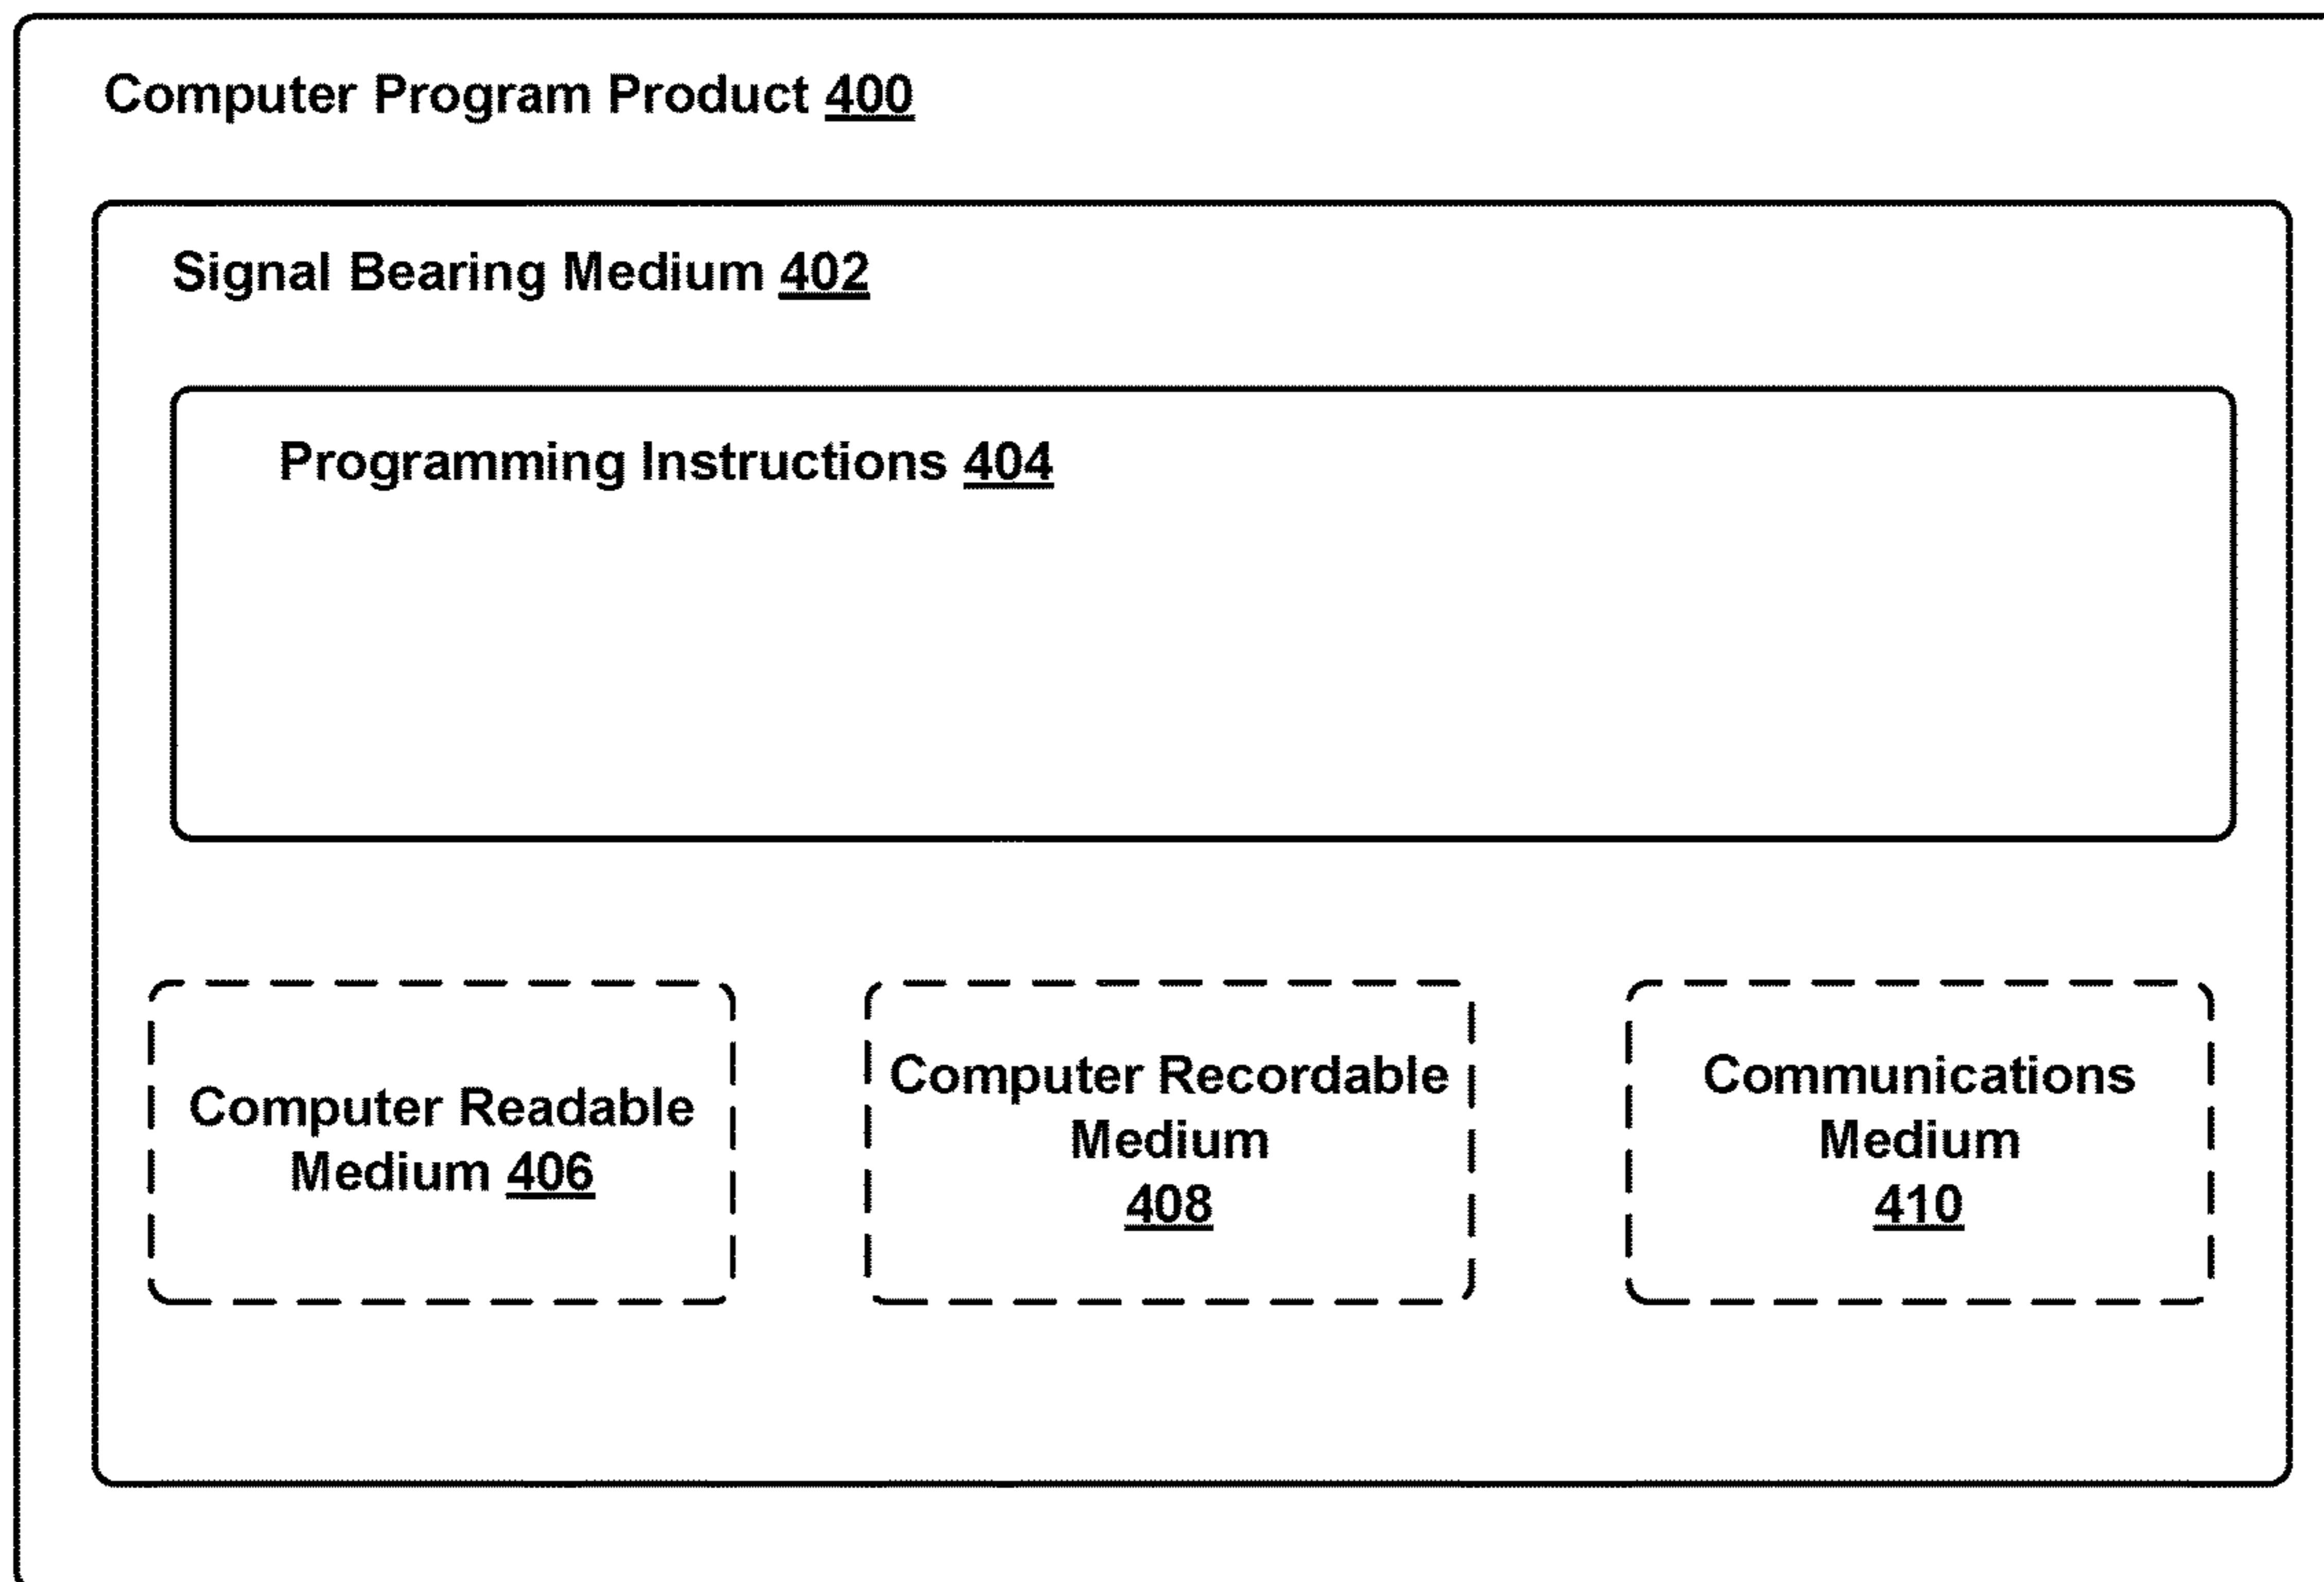 Computer Program Product 400
Signal Bearing Medium 402
Programming Instructions 404
Computer Readable
Medium 406
Computer Recordable
Medium
408
Communications
Medium
410